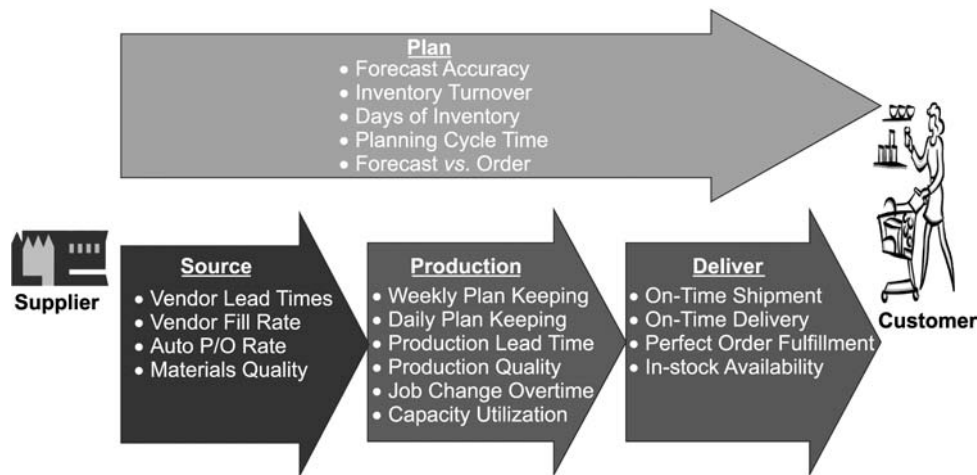 Plan
• Forecast Accuracy
• Inventory Turnover
• Days of Inventory
• Planning Cycle Time
• Forecast vs. Order
Supplier
Source
• Vendor Lead Times
• Vendor Fill Rate
• Auto P/O Rate
• Materials Quality
Production
• Weekly Plan Keeping
• Daily Plan Keeping
• Production Lead Time
• Production Quality
• Job Change Overtime
• Capacity Utilization
Deliver
• On-Time Shipment
• On-Time Delivery
• Perfect Order Fulfillment
• In-stock Availability
Customer